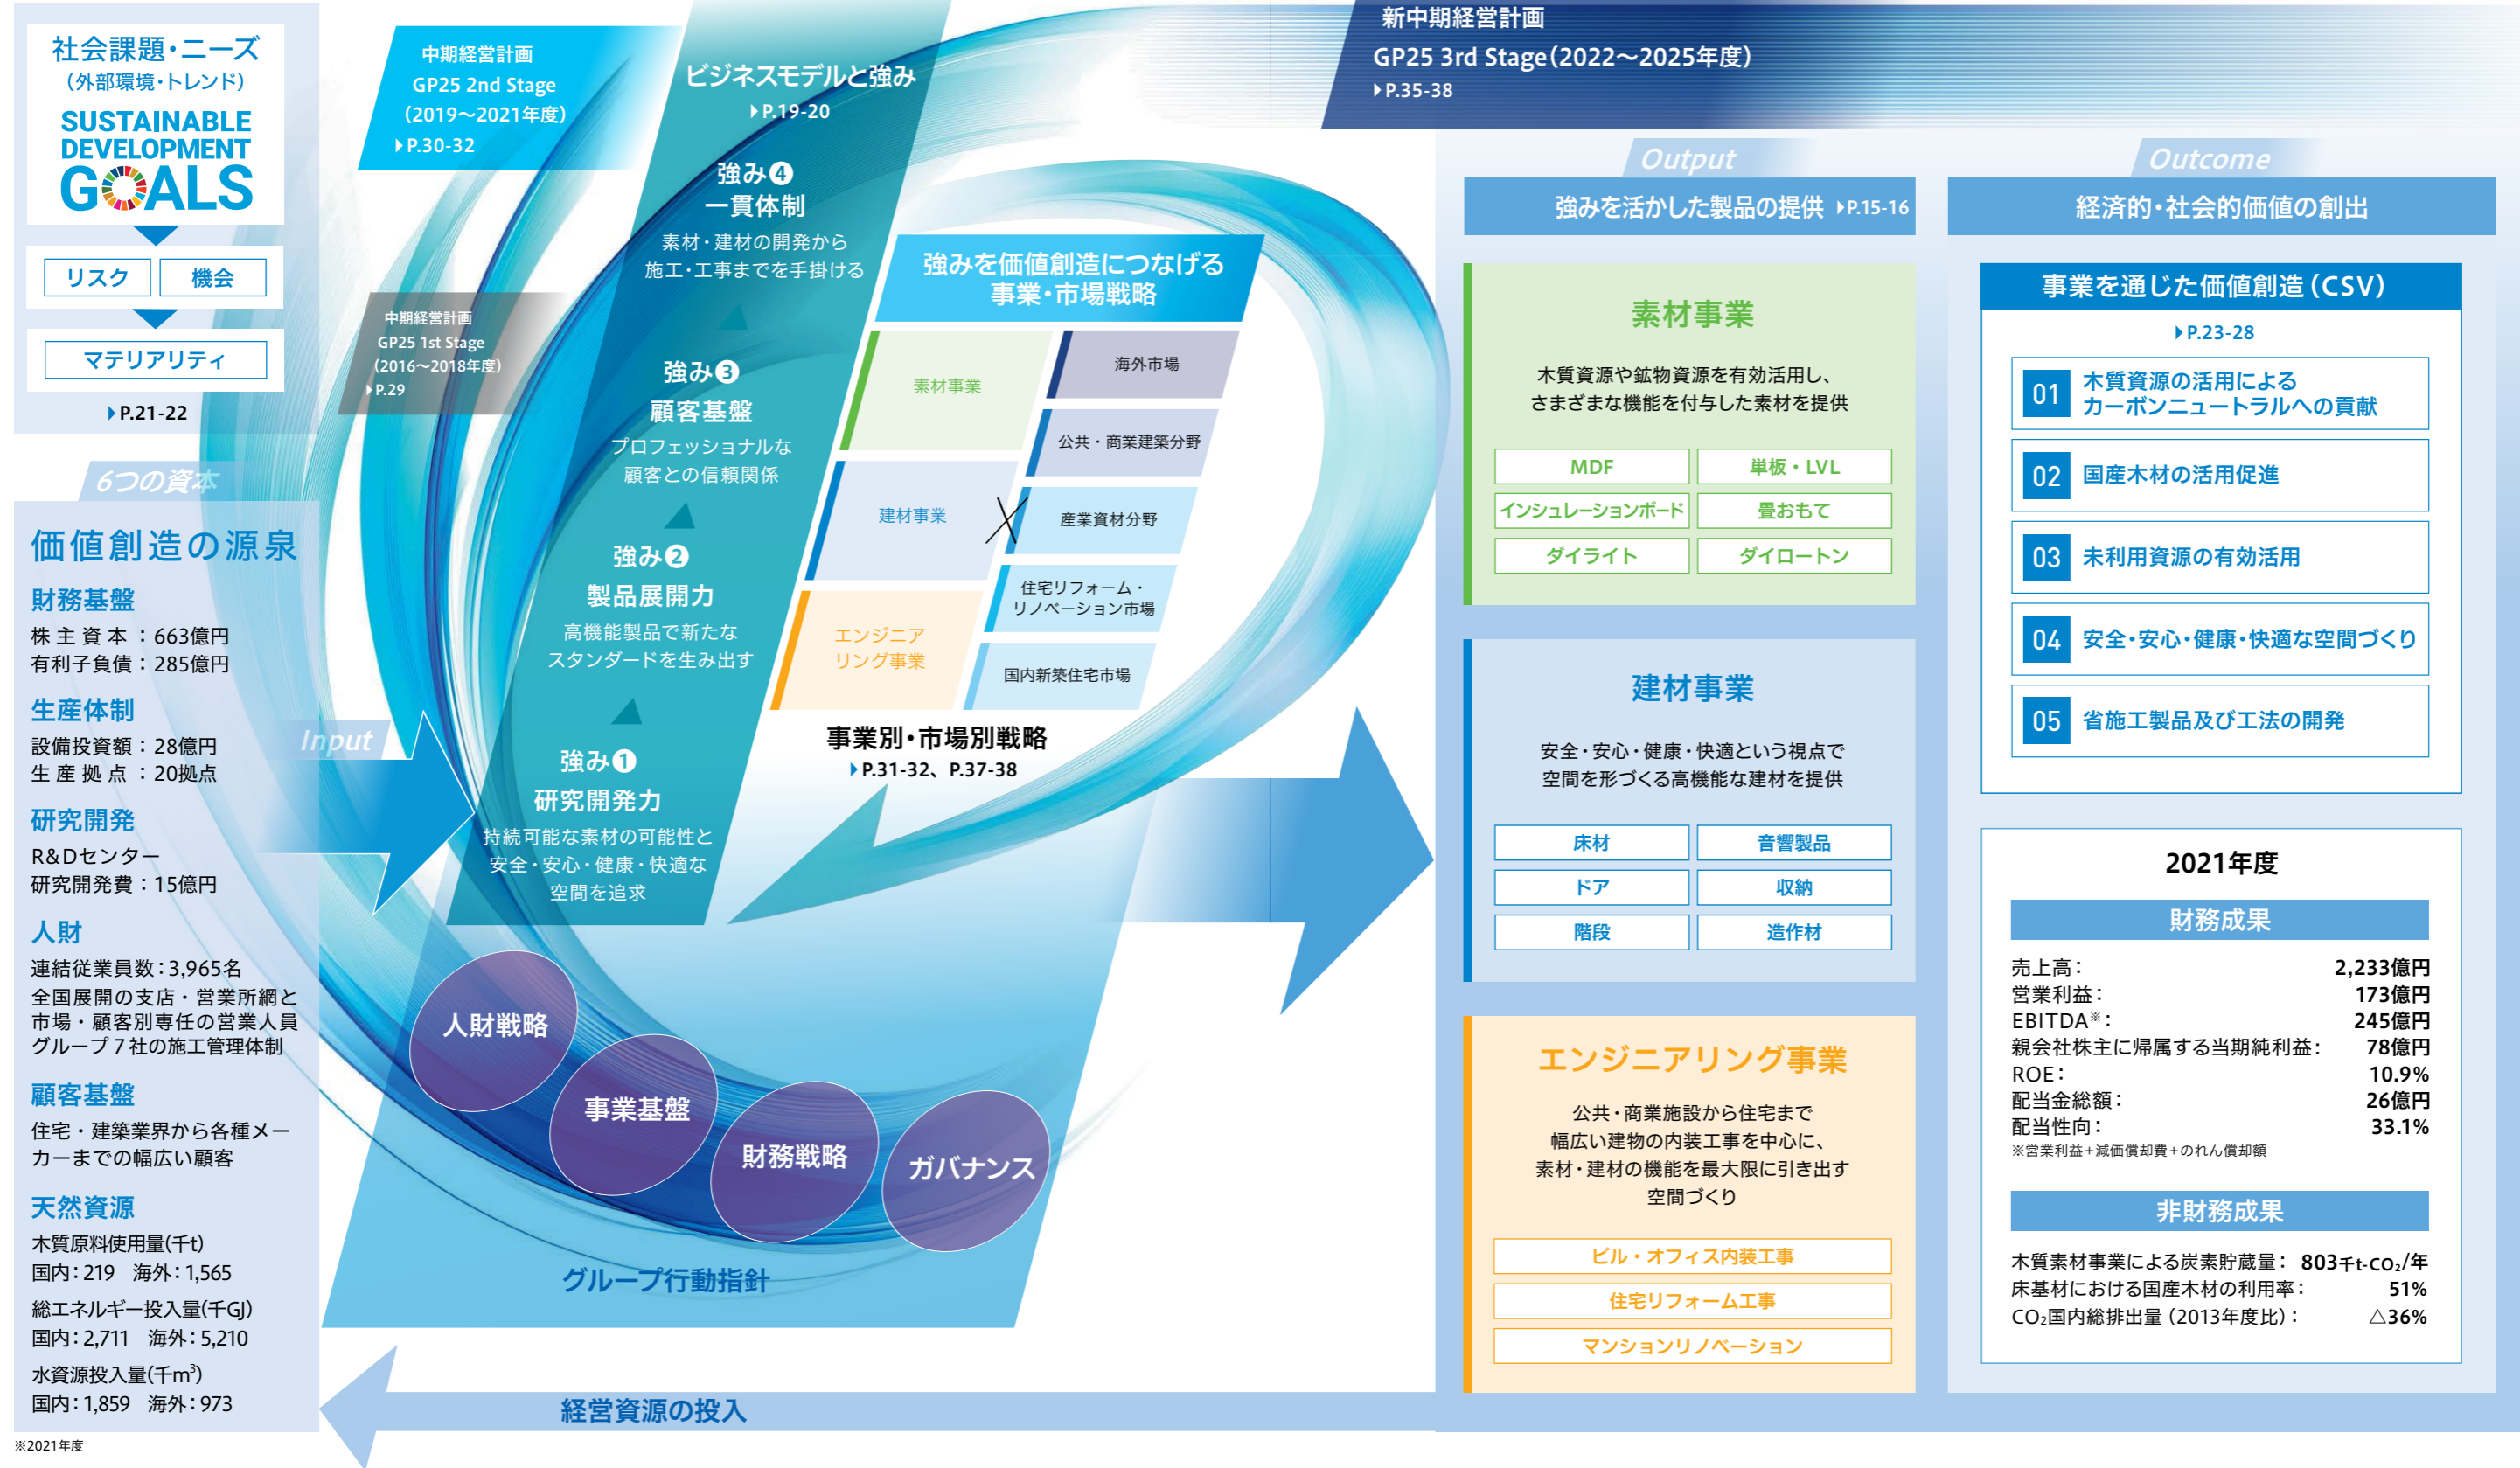 社会課題・ニーズ
（外部環境・トレンド）
SUSTAINABLE
DEVELOPMENT
GOALS
リスク
機会
マテリアリティ
P.21-22
6つの資本
価値創造の源泉
財務基盤
株主資本：663億円
有利子負債：285億円
生産体制
設備投資額：28億円
生産拠点：20拠点
研究開発
R&Dセンター
研究開発費：15億円
人財
連結従業員数：3,965名
全国展開の支店・営業所網と
市場・顧客別専任の営業人員
グループ7社の施工管理体制
顧客基盤
住宅・建築業界から各種メー
カーまでの幅広い顧客
天然資源
木質原料使用量(千t)
国内：219 海外：1,565
総エネルギー投入量(千GJ)
国内：2,711 海外：5,210
水資源投入量(千m³)
国内：1,859 海外：973
※2021年度
Input
中期経営計画
GP25 2nd Stage
（2019～2021年度）
P.30-32
中期経営計画
GP25 1st Stage
（2016～2018年度）
P.29
ビジネスモデルと強み
P.19-20
強み❹
一貫体制
素材・建材の開発から
施工・工事までを手掛ける
強み❸
顧客基盤
プロフェッショナルな
顧客との信頼関係
強み❷
製品展開力
高機能製品で新たな
スタンダードを生み出す
強み❶
研究開発力
持続可能な素材の可能性と
安全・安心・健康・快適な
空間を追求
強みを価値創造につなげる
事業・市場戦略
素材事業
建材事業
エンジニア
リング事業
海外市場
公共・商業建築分野
産業資材分野
住宅リフォーム・
リノベーション市場
国内新築住宅市場
事業別・市場別戦略
P.31-32、P.37-38
人財戦略
事業基盤
財務戦略
ガバナンス
グループ行動指針
経営資源の投入
新中期経営計画
GP25 3rd Stage（2022～2025年度）
P.35-38
Output
強みを活かした製品の提供 P.15-16
素材事業
木質資源や鉱物資源を有効活用し、
さまざまな機能を付与した素材を提供
MDF
単板・LVL
インシュレーションボード
畳おもて
ダイライト
ダイロートン
建材事業
安全・安心・健康・快適という視点で
空間を形づくる高機能な建材を提供
床材
音響製品
ドア
収納
階段
造作材
エンジニアリング事業
公共・商業施設から住宅まで
幅広い建物の内装工事を中心に、
素材・建材の機能を最大限に引き出す
空間づくり
ビル・オフィス内装工事
住宅リフォーム工事
マンションリノベーション
Outcome
経済的・社会的価値の創出
事業を通じた価値創造（CSV）
P.23-28
01 木質資源の活用による
カーボンニュートラルへの貢献
02 国産木材の活用促進
03 未利用資源の有効活用
04 安全・安心・健康・快適な空間づくり
05 省施工製品及び工法の開発
2021年度
財務成果
売上高： 2,233億円
営業利益： 173億円
EBITDA※： 245億円
親会社株主に帰属する当期純利益： 78億円
ROE： 10.9%
配当金総額： 26億円
配当性向： 33.1%
※営業利益＋減価償却費＋のれん償却額
非財務成果
木質素材事業による炭素貯蔵量： 803千t-CO₂/年
床基材における国産木材の利用率： 51%
CO₂国内総排出量（2013年度比）： △36%